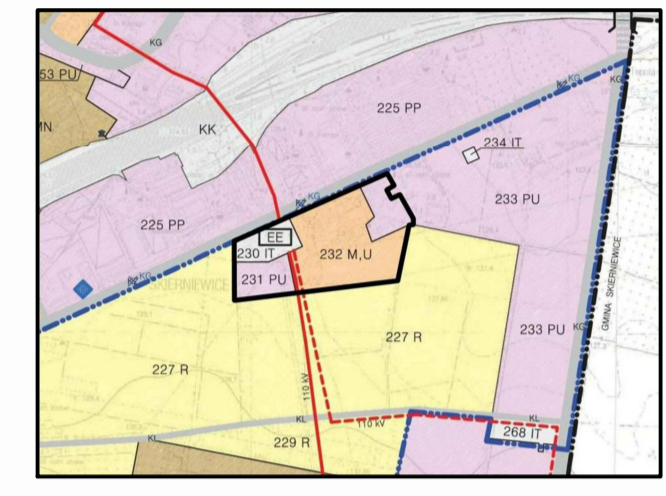 KG
53 PU
KG
KG
225 PP
KK
MN
234 IT
233 PU
KG
225 PP
EE
230 IT
232 M,U
KG
231 PU
SKIERNIEWICE
GMINA SKIERNIEWICE
233 PU
KG
227 R
227 R
110 kV
KL
110 kV
KL
268 IT
KL
229 R